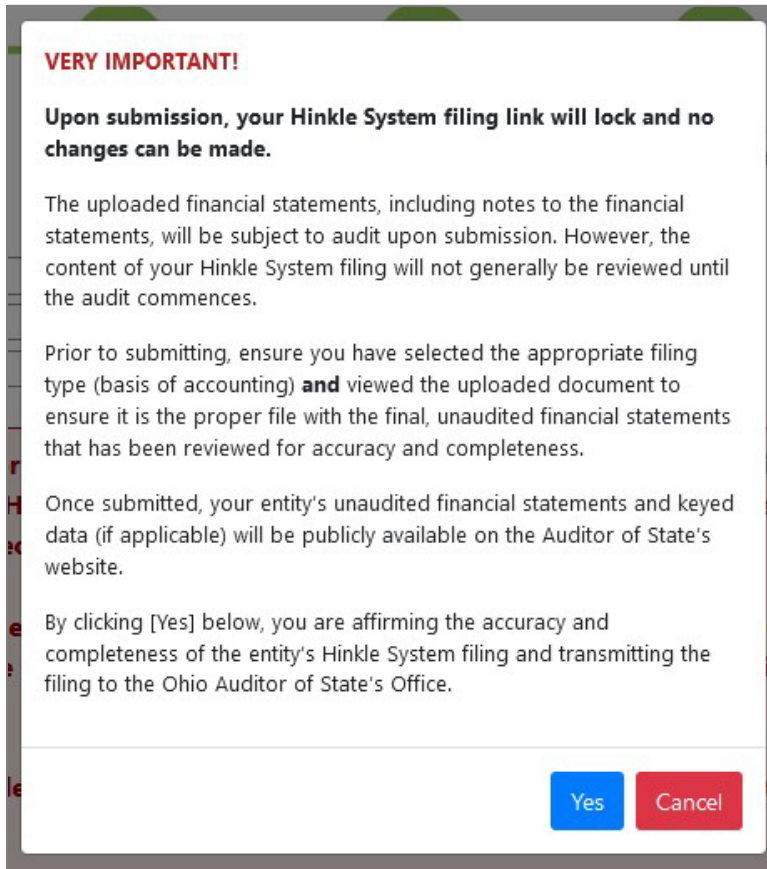 VERY IMPORTANT!
Upon submission, your Hinkle System filing link will lock and no
changes can be made.
The uploaded financial statements, including notes to the financial
statements, will be subject to audit upon submission. However, the
content of your Hinkle System filing will not generally be reviewed until
the audit commences.
Prior to submitting, ensure you have selected the appropriate filing
type (basis of accounting) and viewed the uploaded document to
ensure it is the proper file with the final, unaudited financial statements
that has been reviewed for accuracy and completeness.
Once submitted, your entity's unaudited financial statements and keyed
data (if applicable) will be publicly available on the Auditor of State's
website.
By clicking [Yes] below, you are affirming the accuracy and
completeness of the entity's Hinkle System filing and transmitting the
filing to the Ohio Auditor of State's Office.
Yes Cancel